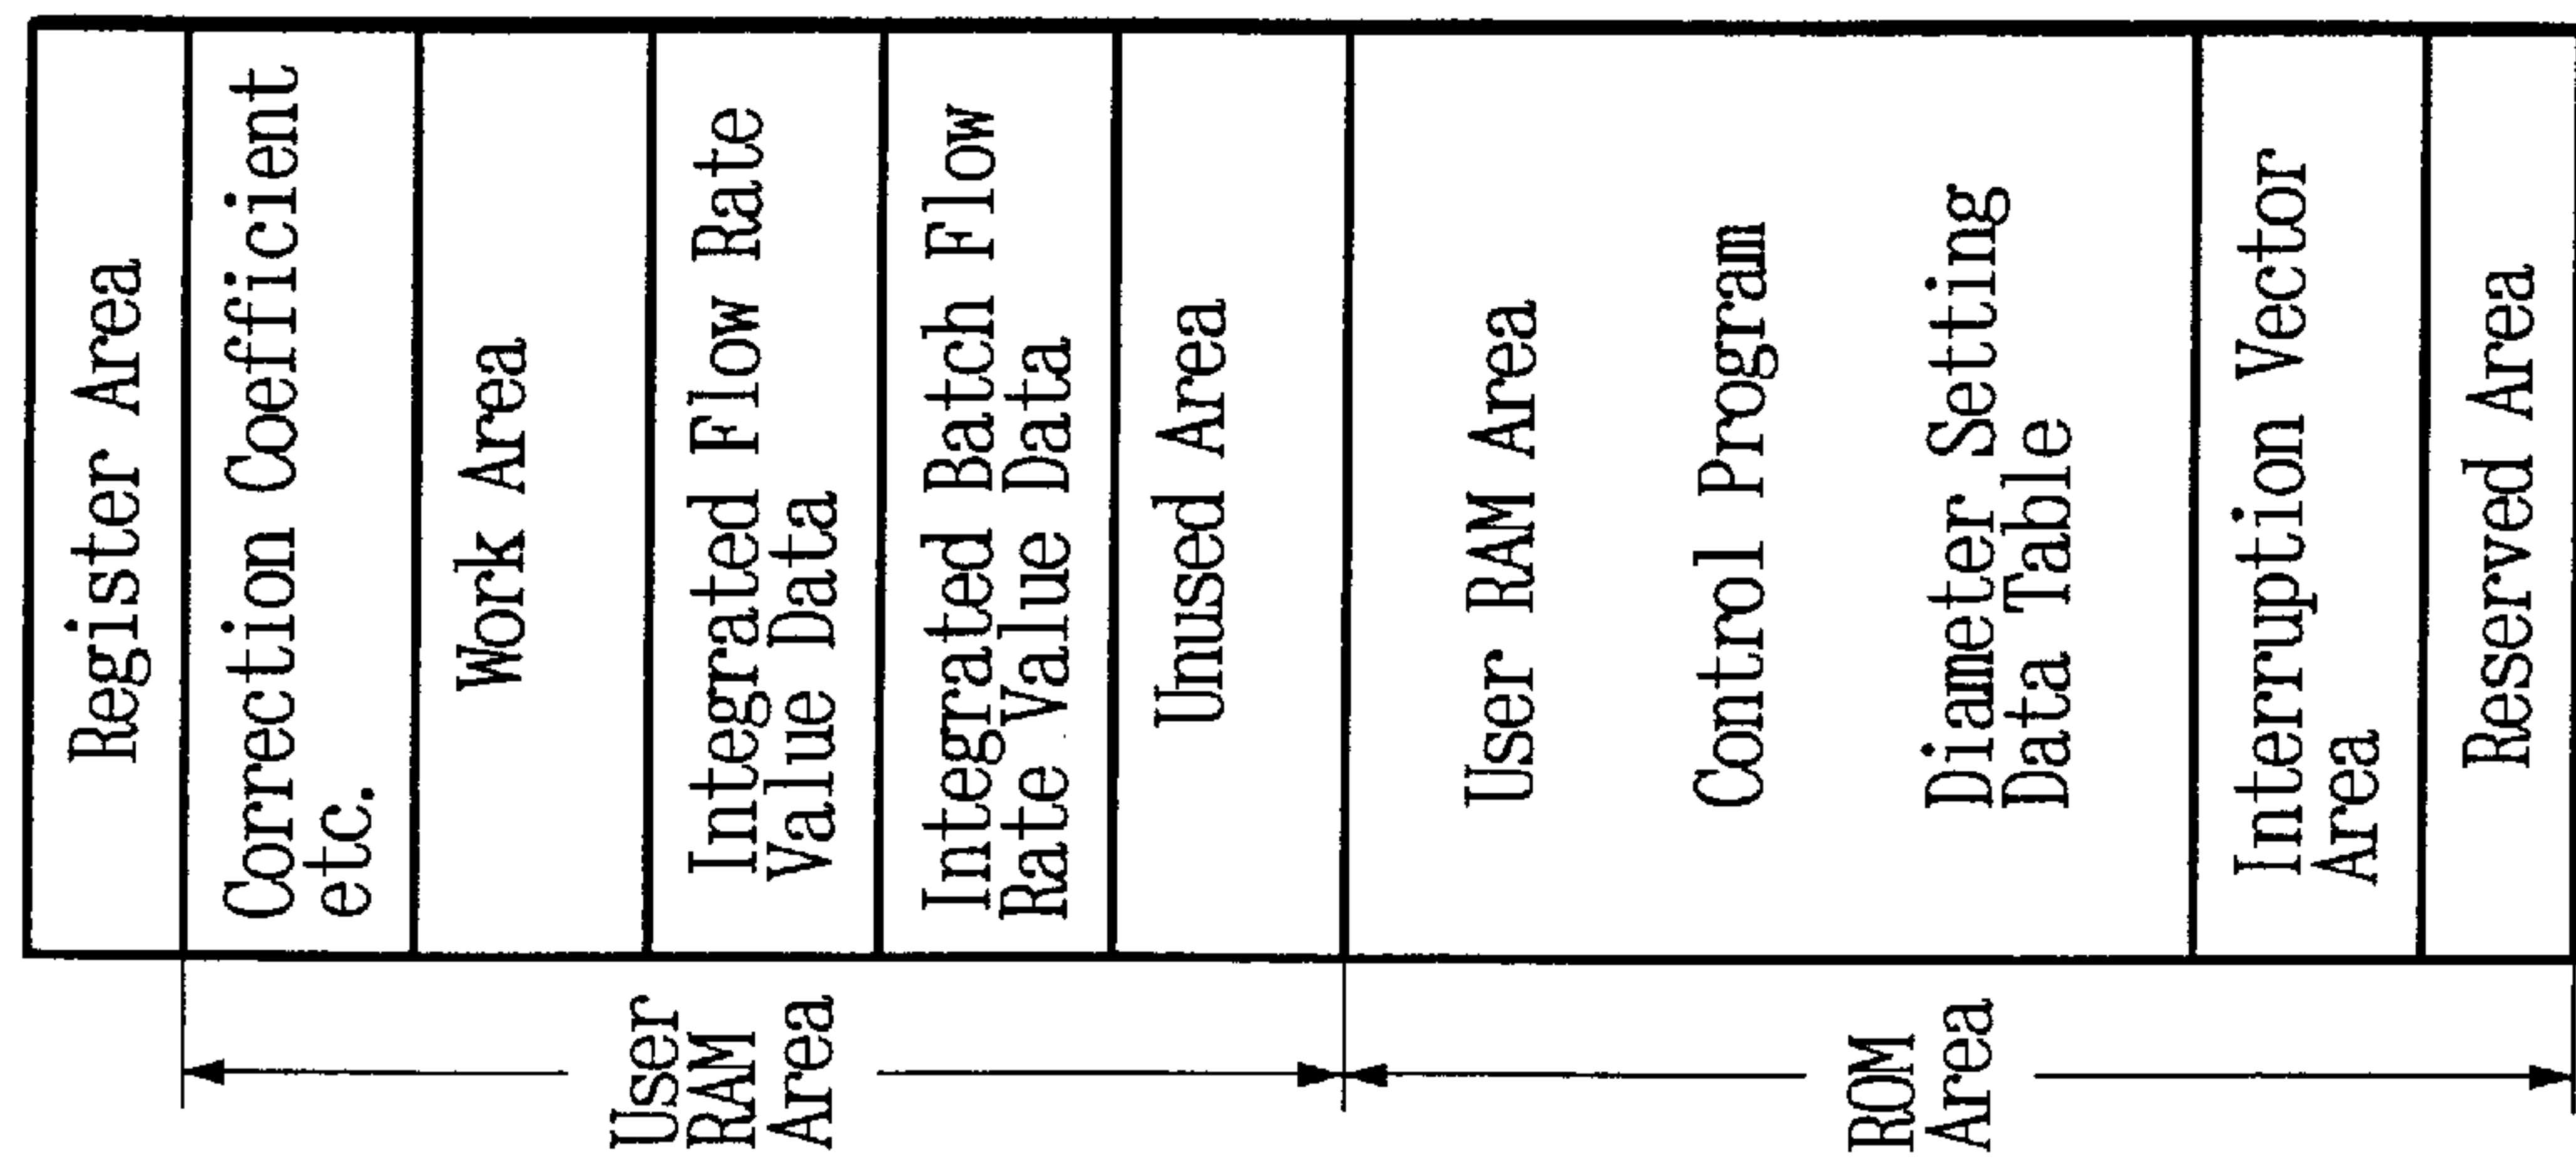 Register Area
Correction Coefficient
etc.
Work Area
Integrated Flow Rate
Value Data
Integrated Batch Flow
Rate Value Data
Unused Area
User RAM Area
Control Program
Diameter Setting
Data Table
Interruption Vector
Area
Reserved Area
User
RAM
Area
ROM
Area